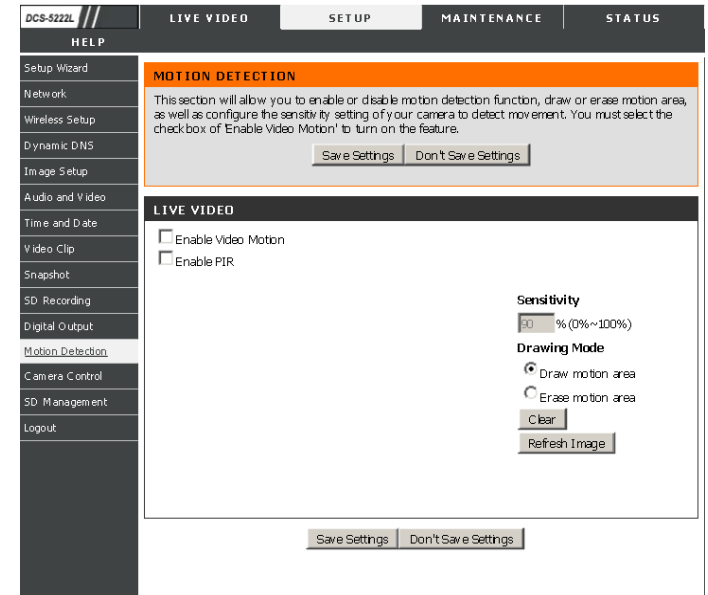 DCS-5222L
LIVE VIDEO
SETUP
MAINTENANCE
STATUS
HELP
Setup Wizard
Network
Wireless Setup
Dynamic DNS
Image Setup
Audio and Video
Time and Date
Video Clip
Snapshot
SD Recording
Digital Output
Motion Detection
Camera Control
SD Management
Logout
MOTION DETECTION
This section will allow you to enable or disable motion detection function, draw or erase motion area,
as well as configure the sensitivity setting of your camera to detect movement. You must select the
checkbox of 'Enable Video Motion' to turn on the feature.
Save Settings Don't Save Settings
LIVE VIDEO
Enable Video Motion
Enable PIR
Sensitivity
90 % (0%~100%)
Drawing Mode
Draw motion area
Erase motion area
Clear
Refresh Image
Save Settings Don't Save Settings